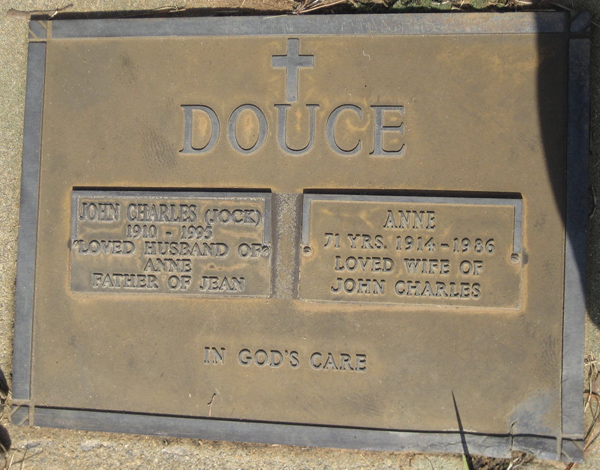 DOUCE
JOHN CHARLES (JOCK)
1910 - 1995
"LOVED HUSBAND OF"
ANNE
FATHER OF JEAN
ANNE
71 YRS. 1914-1986
LOVED WIFE OF
JOHN CHARLES
IN GOD'S CARE